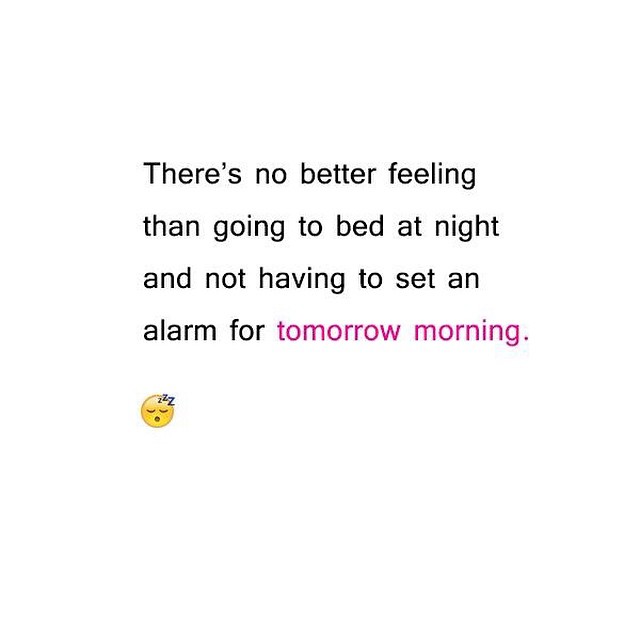 There’s no better feeling
than going to bed at night
and not having to set an
alarm for tomorrow morning.